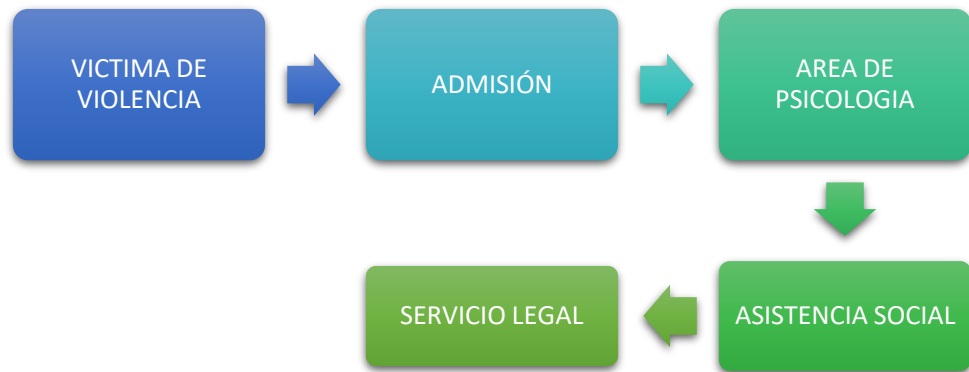 VICTIMA DE
VIOLENCIA
ADMISIÓN
AREA DE
PSICOLOGIA
ASISTENCIA SOCIAL
SERVICIO LEGAL